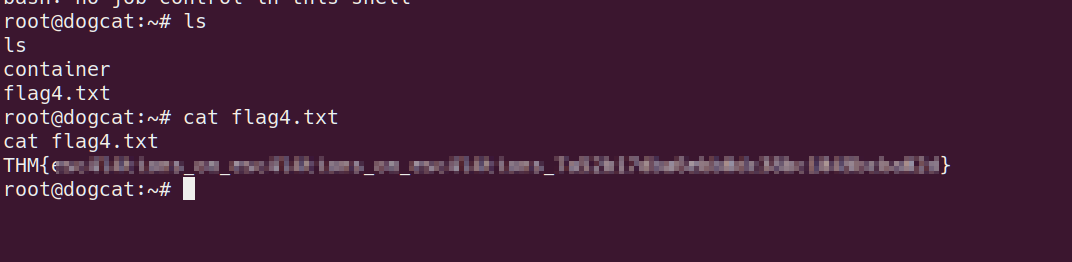 bash: no job control in this shell
root@dogcat:~# ls
ls
container
flag4.txt
root@dogcat:~# cat flag4.txt
cat flag4.txt
THM{ }
root@dogcat:~#